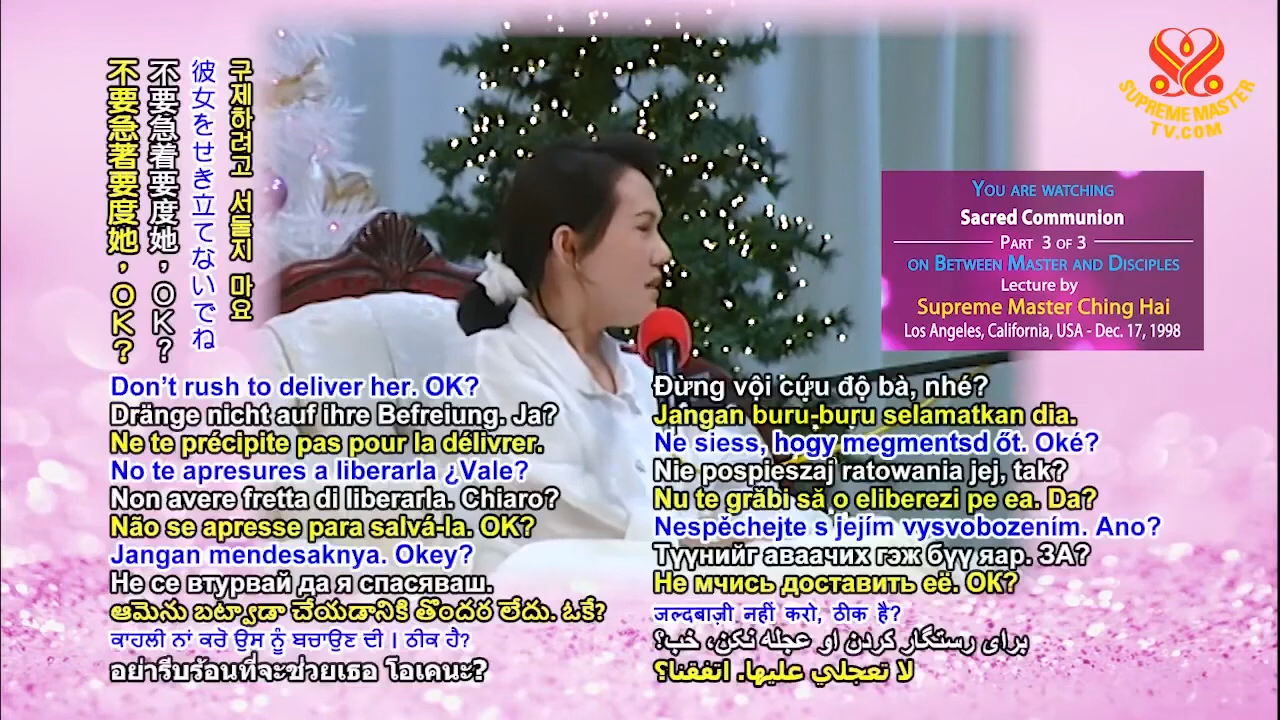 구제하려고 서둘지 마요
彼女をせき立てないでね
不要急着要度她，OK？
不要急著要度她，OK？
SUPREME MASTER
TV.COM
YOU ARE WATCHING
Sacred Communion
PART 3 OF 3
ON BETWEEN MASTER AND DISCIPLES
Lecture by
Supreme Master Ching Hai
Los Angeles, California, USA - Dec. 17, 1998
Don't rush to deliver her. OK?
Dränge nicht auf ihre Befreiung. Ja?
Ne te précipite pas pour la délivrer.
No te apresures a liberarla ¿Vale?
Non avere fretta di liberarla. Chiaro?
Não se apresse para salvá-la. OK?
Jangan mendesaknya. Okey?
Не се втурвай да я спасяваш.
ఆమెను బట్వాడా చేయడానికి తొందర లేదు. ఓకే?
ਕਾਹਲੀ ਨਾਂ ਕਰੋ ਉਸ ਨੂੰ ਬਚਾਉਣ ਦੀ । ਠੀਕ ਹੈ?
อย่ารีบร้อนที่จะช่วยเธอ โอเคนะ?
Đừng vội cứu độ bà, nhé?
Jangan buru-buru selamatkan dia.
Ne siess, hogy megmentsd őt. Oké?
Nie pospieszaj ratowania jej, tak?
Nu te grăbi să o eliberezi pe ea. Da?
Nespěchejte s jejím vysvobozením. Ano?
Түүнийг аваачих гэж бүү яар. ЗА?
Не мчись доставить её. ОК?
जल्दबाज़ी नहीं करो, ठीक है?
برای رستگار کردن او عجله نکن، خب؟
لا تعجلي عليها. اتفقنا؟